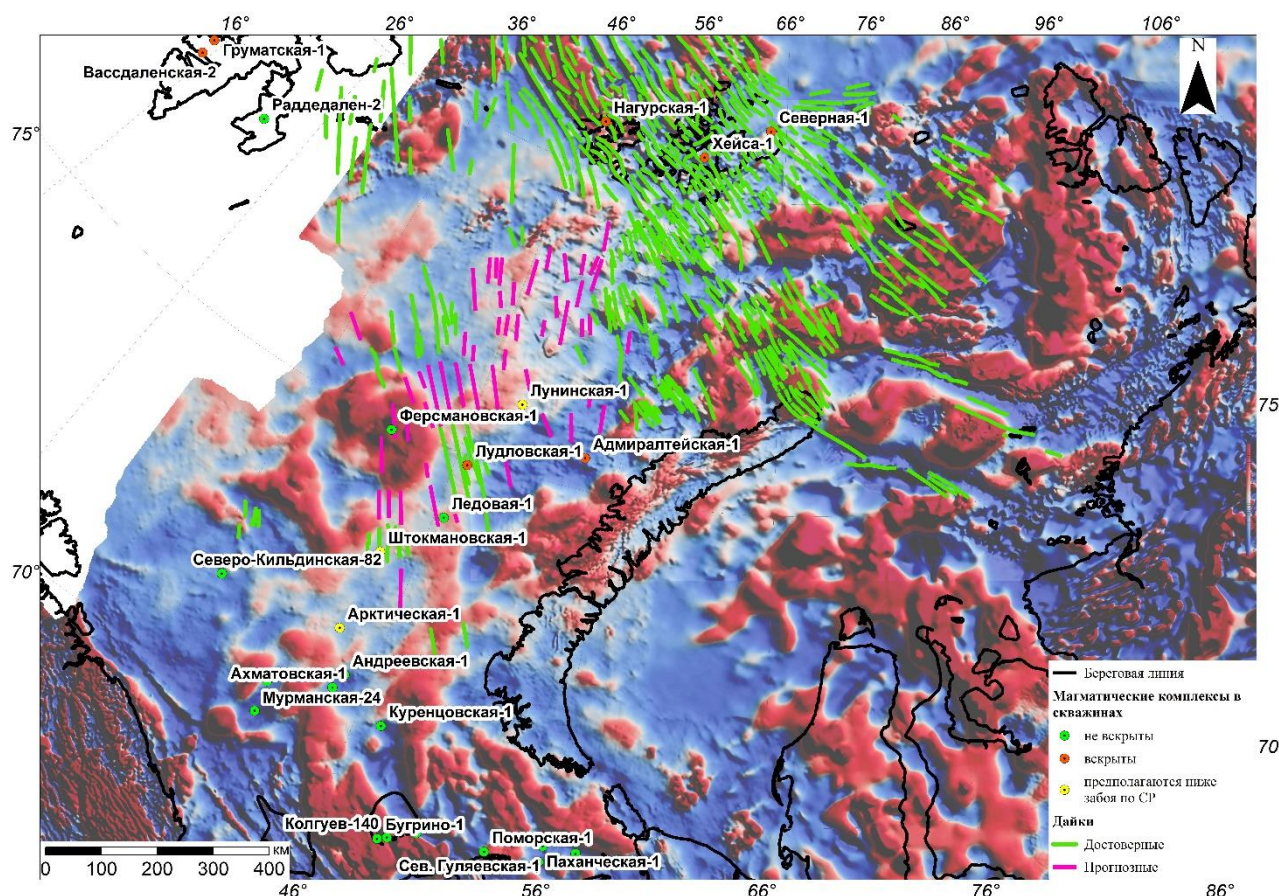 16° 26° 36° 46° 56° 66° 76° 86° 96° 106°
N
Груматская-1
Вассдаленская-2
Раддедален-2
75°
Нагурская-1
Северная-1
Хейса-1
Лунинская-1
Ферсмановская-1
75
Лудловская-1
Адмиралтейская-1
Ледовая-1
Штокмановская-1
Северо-Кильдинская-82
70°
Арктическая-1
Андреевская-1
Ахматовская-1
Мурманская-24
Куренцовская-1
70
Колгуев-140
Бугрино-1
Поморская-1
Сев. Гуляевская-1
Паханческая-1
0 100 200 300 400 км
46° 56° 66° 76° 86°
Береговая линия
Магматические комплексы в
скважинах
не вскрыты
вскрыты
предполагаются ниже
забоя по СР
Дайки
Достоверные
Прогнозные